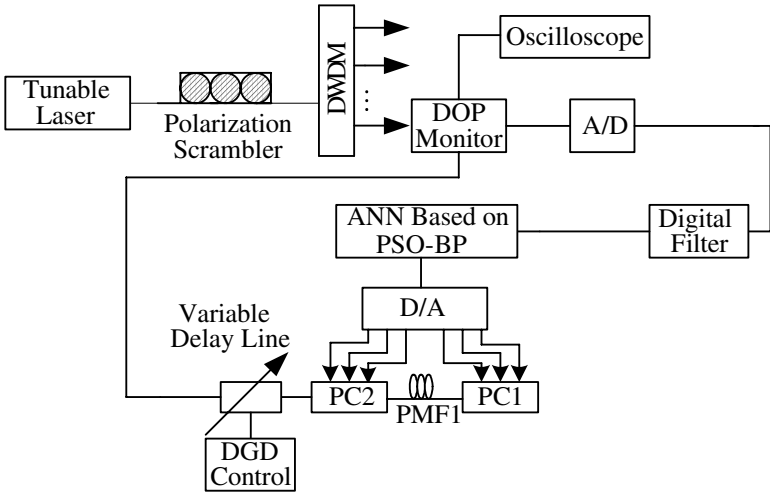 Tunable
Laser
Polarization
Scrambler
DWDM
...
DOP
Monitor
Oscilloscope
A/D
Digital
Filter
ANN Based on
PSO-BP
D/A
Variable
Delay Line
PC2
PMF1
PC1
DGD
Control